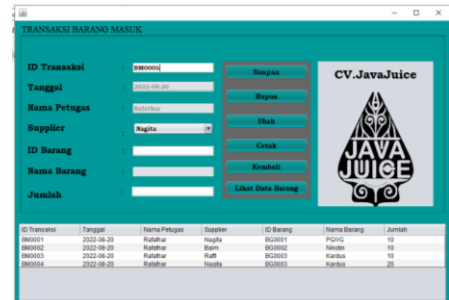 TRANSAKSI BARANG MASUK
ID Transaksi : BM0005
Tanggal : 2022-08-20
Nama Petugas : Rafathar
Supplier : Nagita
ID Barang :
Nama Barang :
Jumlah :
Simpan
Hapus
Ubah
Cetak
Kembali
Lihat Data Barang
CV.JavaJuice
JAVA
JUICE
ID Transaksi Tanggal Nama Petugas Supplier ID Barang Nama Barang Jumlah
BM0001 2022-08-20 Rafathar Nagita BG0001 PG/VG 10
BM0002 2022-08-20 Rafathar Baim BG0002 Nikotin 10
BM0003 2022-08-20 Rafathar Raffi BG0003 Kardus 10
BM0004 2022-08-20 Rafathar Nagita BG0003 Kardus 20